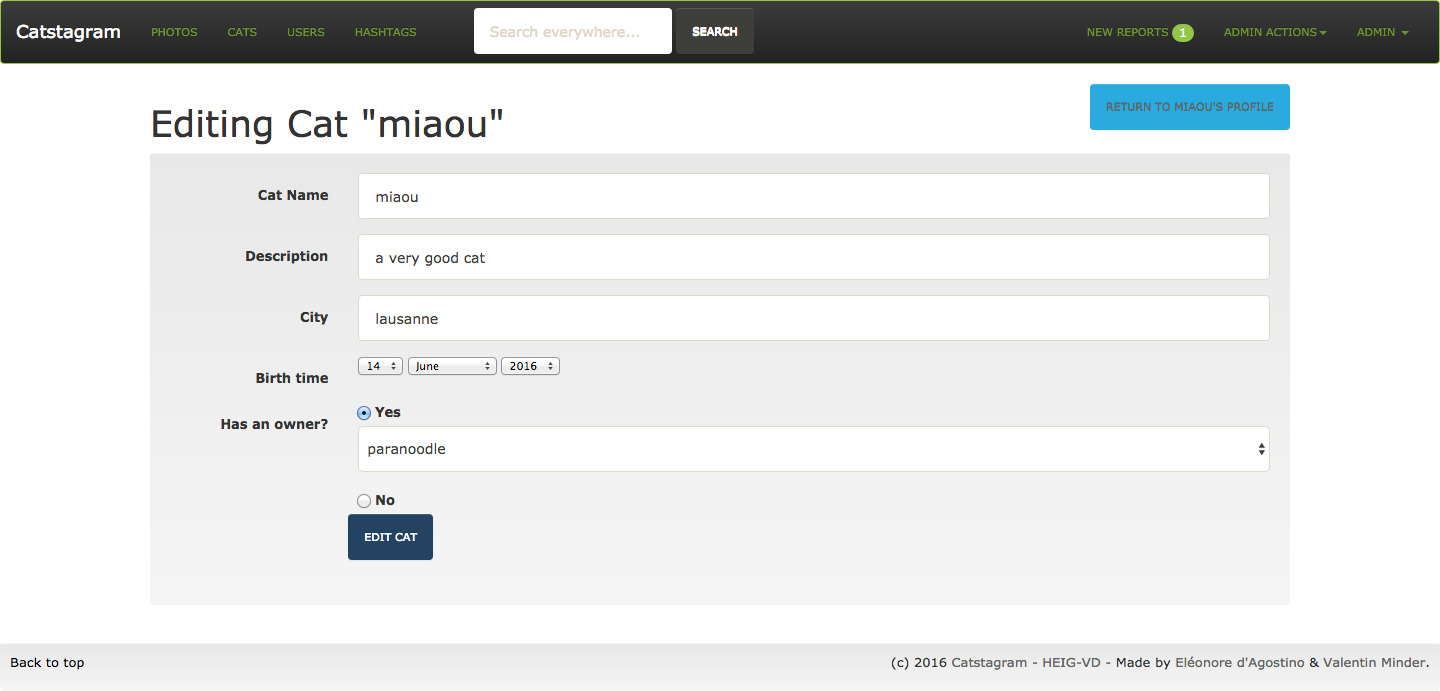 Catstagram PHOTOS CATS USERS HASHTAGS Search everywhere... SEARCH NEW REPORTS 1 ADMIN ACTIONS ADMIN
RETURN TO MIAOU'S PROFILE
Editing Cat "miaou"
Cat Name miaou
Description a very good cat
City lausanne
Birth time 14 June 2016
Has an owner? Yes
paranoodle
No
EDIT CAT
Back to top (c) 2016 Catstagram - HEIG-VD - Made by Eléonore d'Agostino & Valentin Minder.